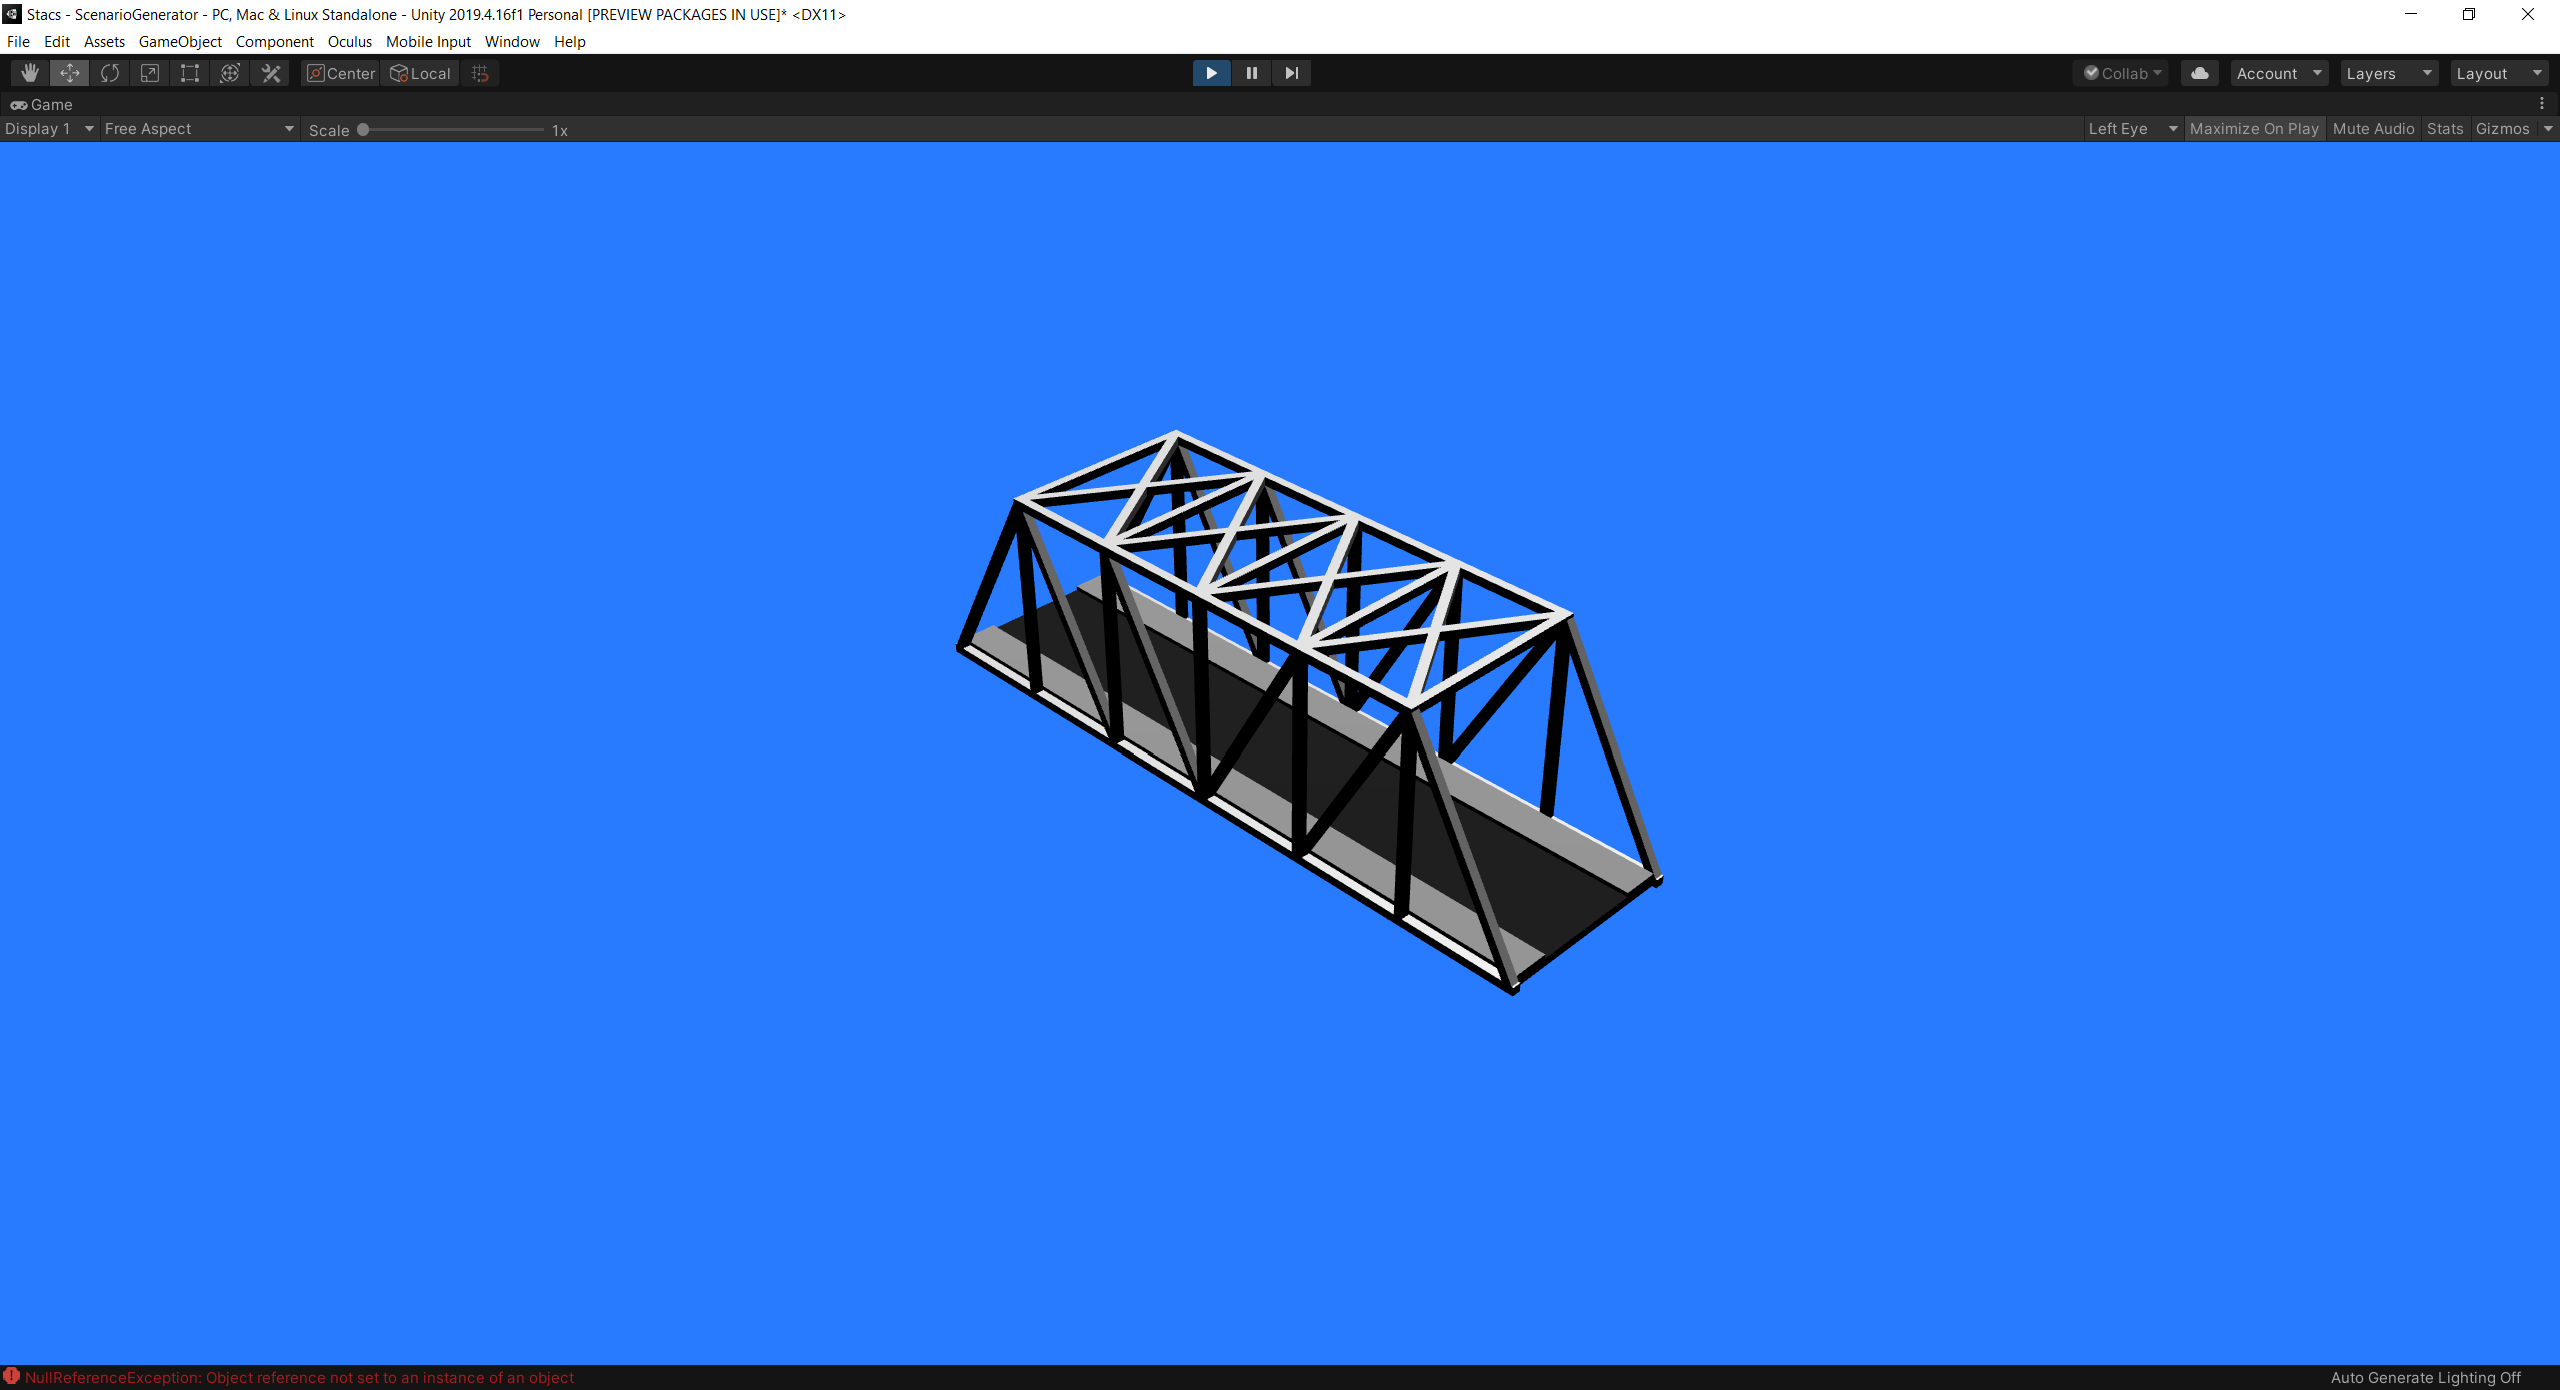 Stacs - ScenarioGenerator - PC, Mac & Linux Standalone - Unity 2019.4.16f1 Personal [PREVIEW PACKAGES IN USE]* <DX11>
File Edit Assets GameObject Component Oculus Mobile Input Window Help
Center Local Collab Account Layers Layout
Game
Display 1 Free Aspect Scale 1x Left Eye Maximize On Play Mute Audio Stats Gizmos
NullReferenceException: Object reference not set to an instance of an object Auto Generate Lighting Off